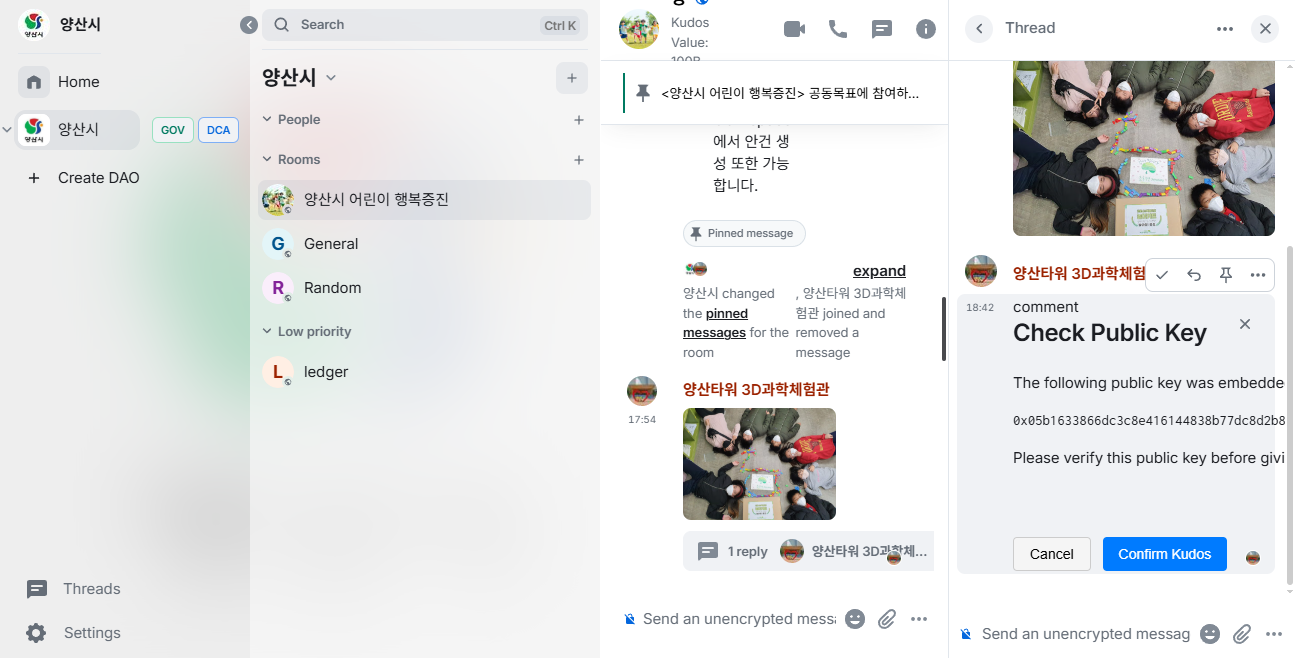 양산시
Home
양산시
GOV
DCA
Create DAO
Threads
Settings
Search
Ctrl K
양산시
People
Rooms
양산시 어린이 행복증진
G
General
R
Random
Low priority
L
ledger
Kudos
Value:
<양산시 어린이 행복증진> 공동목표에 참여하...
에서 안건 생
성 또한 가능
합니다.
Pinned message
expand
양산시 changed
the pinned
messages for the
room
, 양산타워 3D과학체
험관 joined and
removed a
message
양산타워 3D과학체험관
17:54
1 reply
양산타워 3D과학체...
Send an unencrypted messa
Thread
양산타워 3D과학체험
18:42
comment
Check Public Key
The following public key was embedde
0x05b1633866dc3c8e416144838b77dc8d2b8
Please verify this public key before givi
Cancel
Confirm Kudos
Send an unencrypted messag